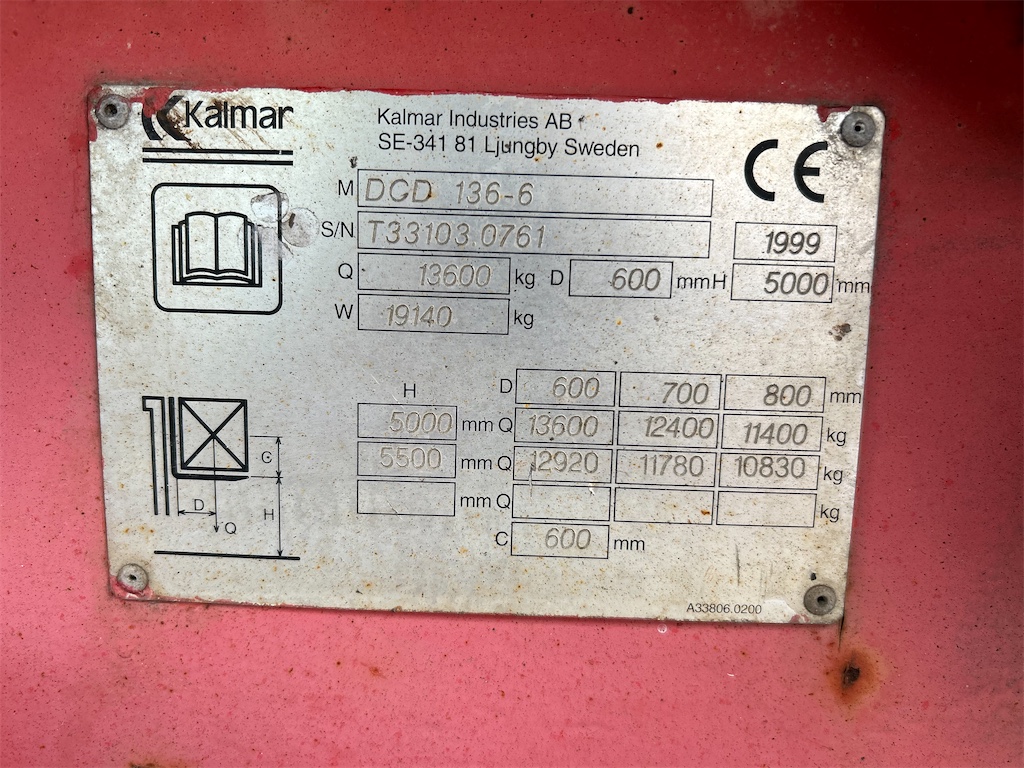 Kalmar
Kalmar Industries AB
SE-341 81 Ljungby Sweden
CE
M DCD 136-6
S/N T33103.0761 1999
Q 13600 kg D 600 mm H 5000 mm
W 19140 kg
H D 600 700 800 mm
5000 mm Q 13600 12400 11400 kg
5500 mm Q 12920 11780 10830 kg
mm Q kg
C 600 mm
C
D H
Q
A33806.0200